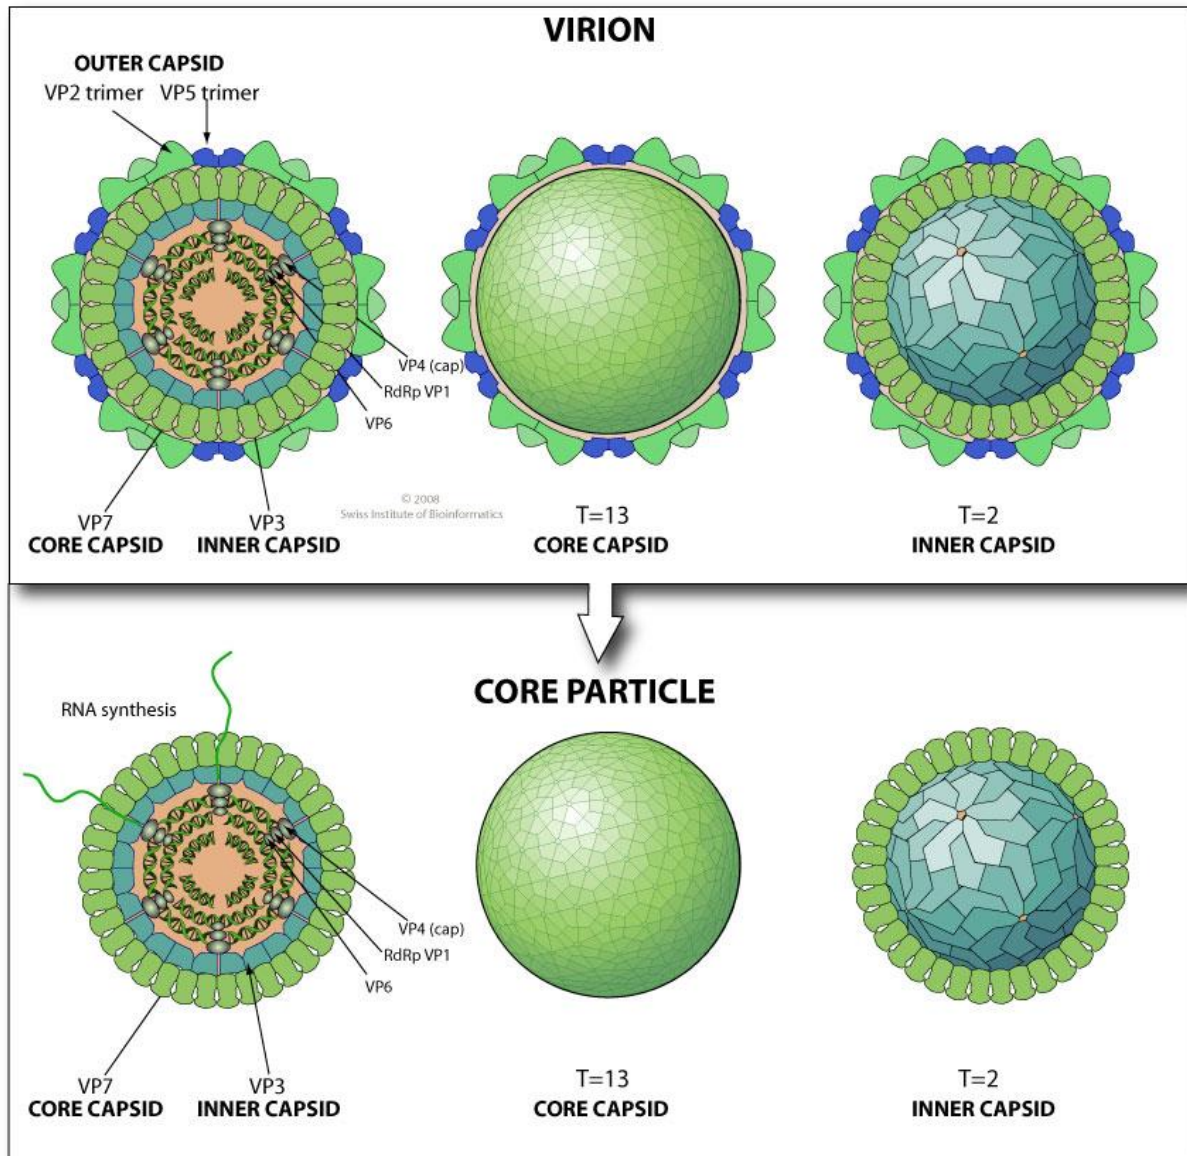 VIRION
OUTER CAPSID
VP2 trimer VP5 trimer
VP4 (cap)
RdRp VP1
VP6
© 2008
Swiss Institute of Bioinformatics
VP7
CORE CAPSID
VP3
INNER CAPSID
T=13
CORE CAPSID
T=2
INNER CAPSID
CORE PARTICLE
RNA synthesis
VP4 (cap)
RdRp VP1
VP6
VP7
CORE CAPSID
VP3
INNER CAPSID
T=13
CORE CAPSID
T=2
INNER CAPSID